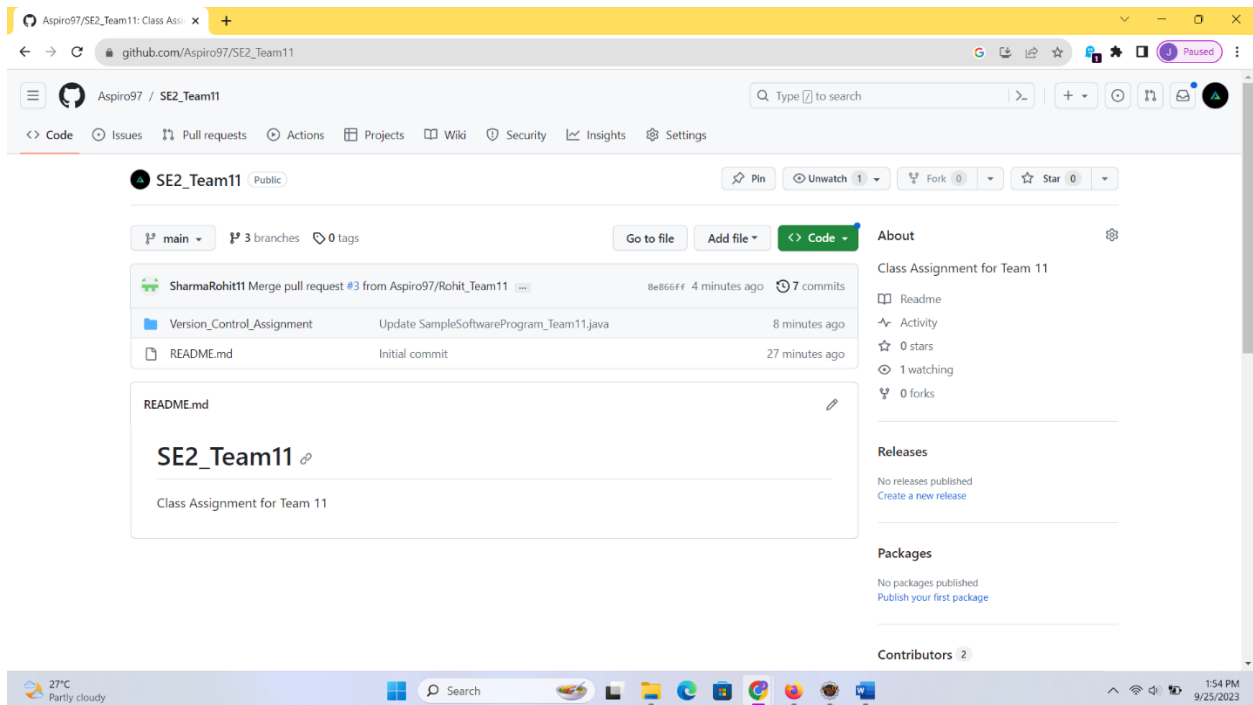 Aspiro97/SE2_Team11: Class Assi
github.com/Aspiro97/SE2_Team11
J Paused
Aspiro97 / SE2_Team11
Type / to search
<> Code Issues Pull requests Actions Projects Wiki Security Insights Settings
SE2_Team11 Public
Pin Unwatch 1 Fork 0 Star 0
main 3 branches 0 tags
Go to file Add file <> Code
SharmaRohit11 Merge pull request #3 from Aspiro97/Rohit_Team11 ... 8e866ff 4 minutes ago 7 commits
Version_Control_Assignment Update SampleSoftwareProgram_Team11.java 8 minutes ago
README.md Initial commit 27 minutes ago
README.md
SE2_Team11
Class Assignment for Team 11
About
Class Assignment for Team 11
Readme
Activity
0 stars
1 watching
0 forks
Releases
No releases published
Create a new release
Packages
No packages published
Publish your first package
Contributors 2
27°C
Partly cloudy
Search
1:54 PM
9/25/2023